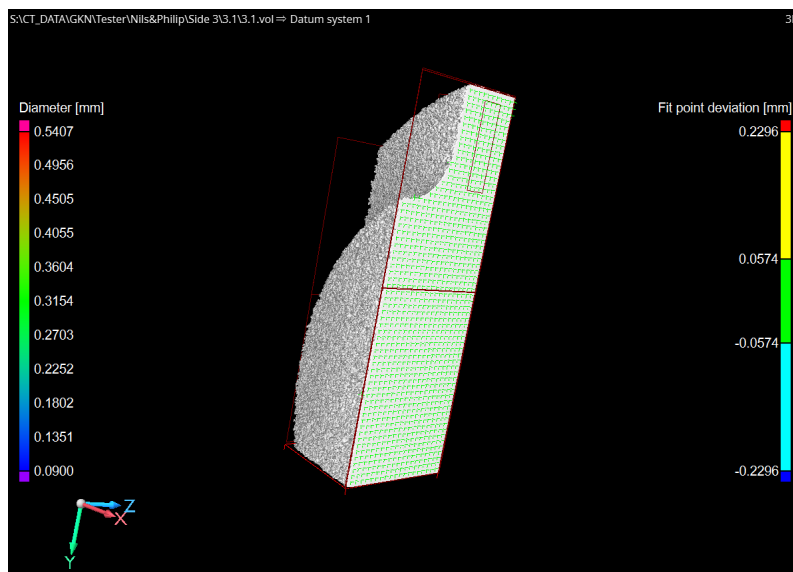 S:\CT_DATA\GKN\Tester\Nils&Philip\Side 3\3.1\3.1.vol ⇒ Datum system 1
Diameter [mm]
0.5407
0.4956
0.4505
0.4055
0.3604
0.3154
0.2703
0.2252
0.1802
0.1351
0.0900
Fit point deviation [mm]
0.2296
0.0574
-0.0574
-0.2296
Z
X
Y